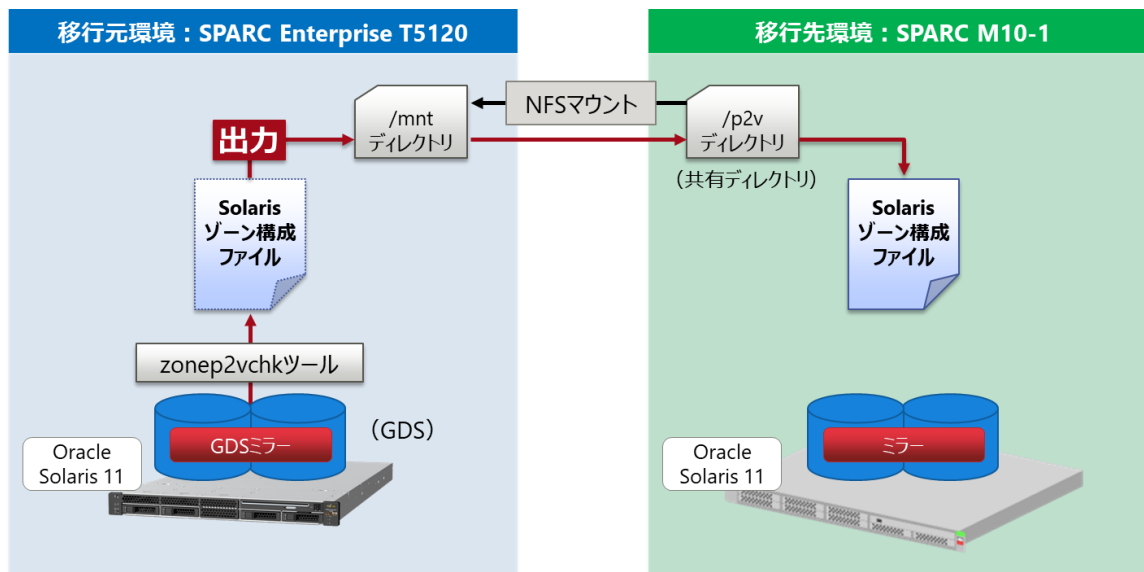 移行元環境：SPARC Enterprise T5120
移行先環境：SPARC M10-1
/mnt
ディレクトリ
NFSマウント
/p2v
ディレクトリ
（共有ディレクトリ）
出力
Solaris
ゾーン構成
ファイル
Solaris
ゾーン構成
ファイル
zonep2vchkツール
GDSミラー
（GDS）
Oracle
Solaris 11
ミラー
Oracle
Solaris 11